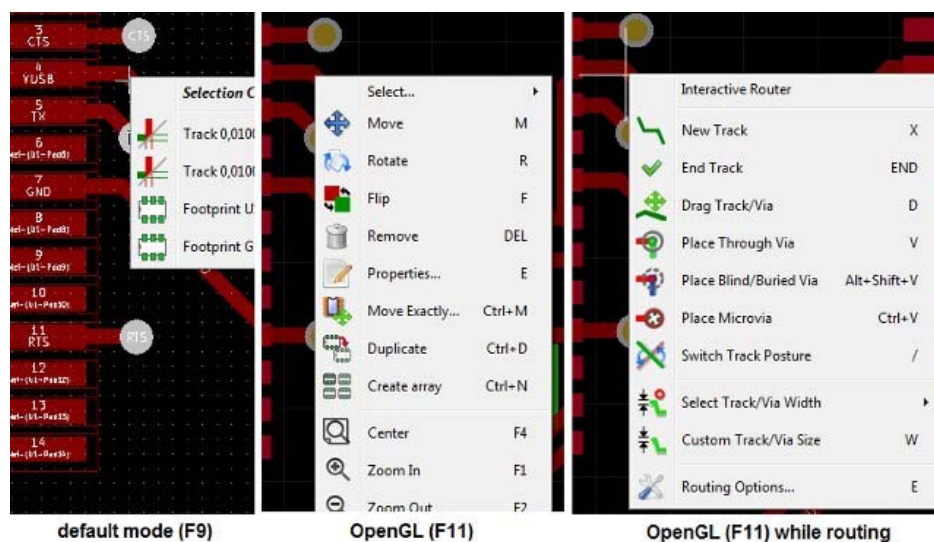 3
CTS
CTS
4
VUSB
5
TX
6
7
GND
8
9
10
11
RTS
RTS
12
13
14
Selection C
Track 0,0100
Track 0,0100
Footprint U
Footprint G
default mode (F9)
Select...
Move M
Rotate R
Flip F
Remove DEL
Properties... E
Move Exactly... Ctrl+M
Duplicate Ctrl+D
Create array Ctrl+N
Center F4
Zoom In F1
Zoom Out F2
OpenGL (F11)
Interactive Router
New Track X
End Track END
Drag Track/Via D
Place Through Via V
Place Blind/Buried Via Alt+Shift+V
Place Microvia Ctrl+V
Switch Track Posture /
Select Track/Via Width
Custom Track/Via Size W
Routing Options... E
OpenGL (F11) while routing